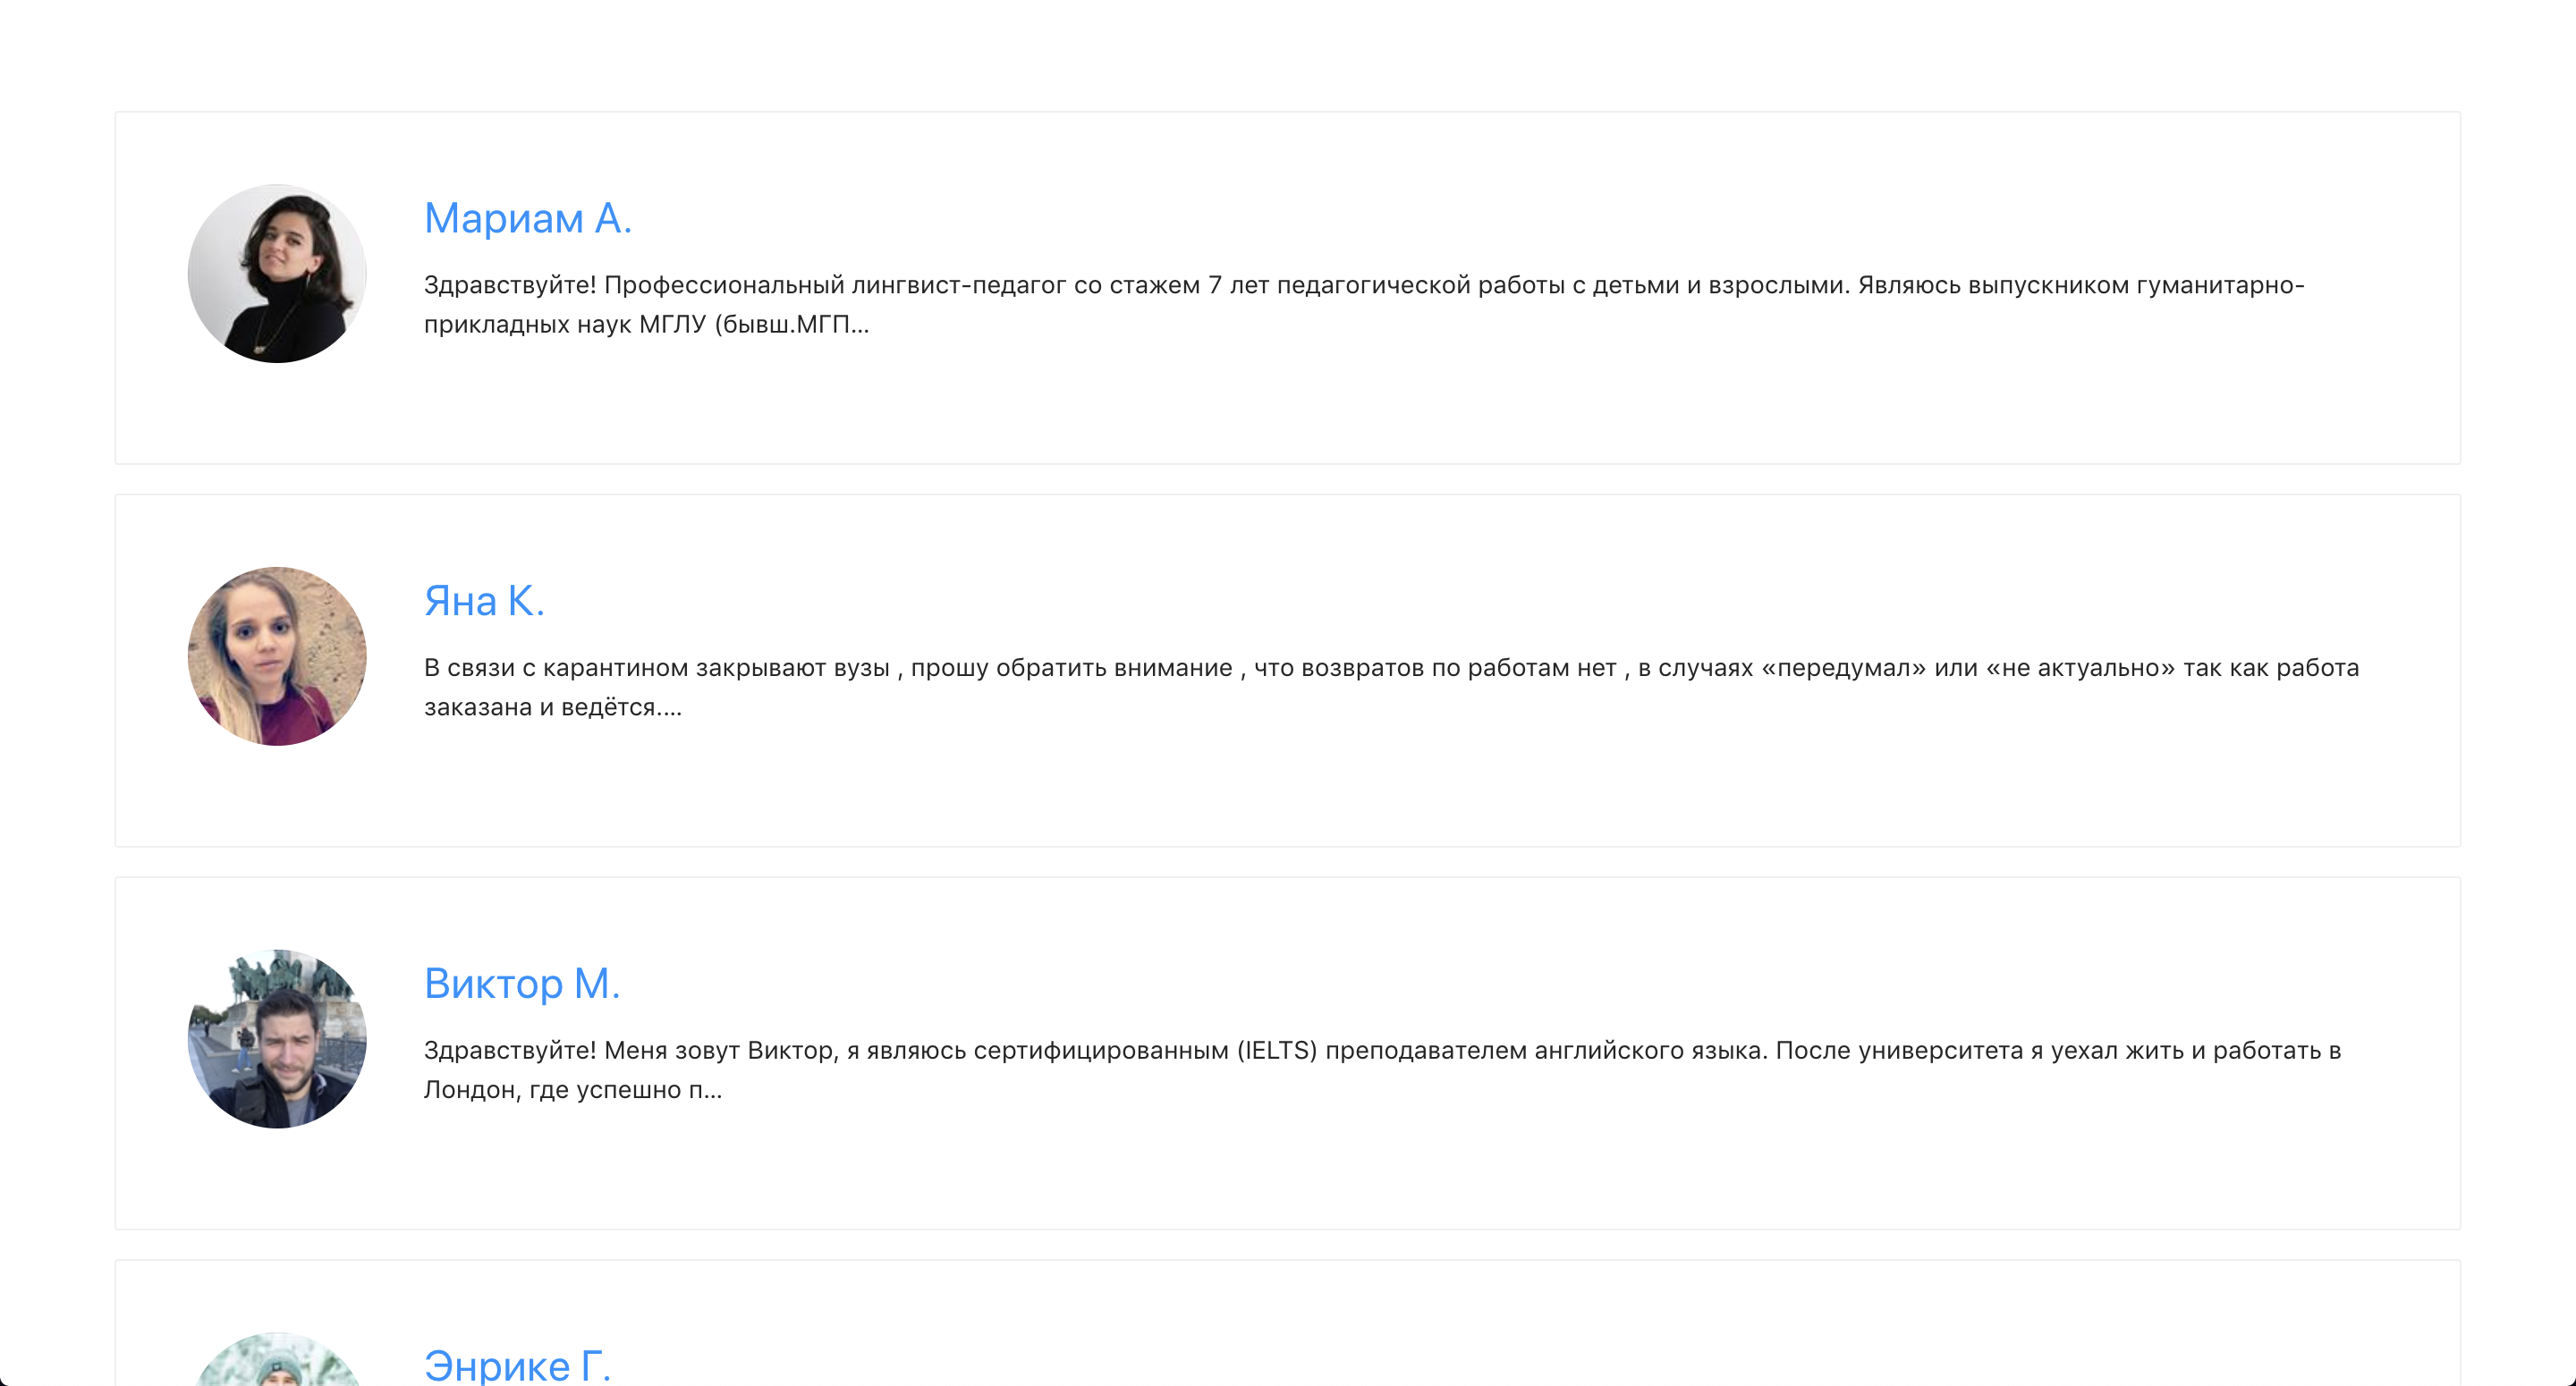 Мариам А.
Здравствуйте! Профессиональный лингвист-педагог со стажем 7 лет педагогической работы с детьми и взрослыми. Являюсь выпускником гуманитарно-
прикладных наук МГЛУ (бывш.МГП...
Яна К.
В связи с карантином закрывают вузы , прошу обратить внимание , что возвратов по работам нет , в случаях «передумал» или «не актуально» так как работа
заказана и ведётся....
Виктор М.
Здравствуйте! Меня зовут Виктор, я являюсь сертифицированным (IELTS) преподавателем английского языка. После университета я уехал жить и работать в
Лондон, где успешно п...
Энрике Г.